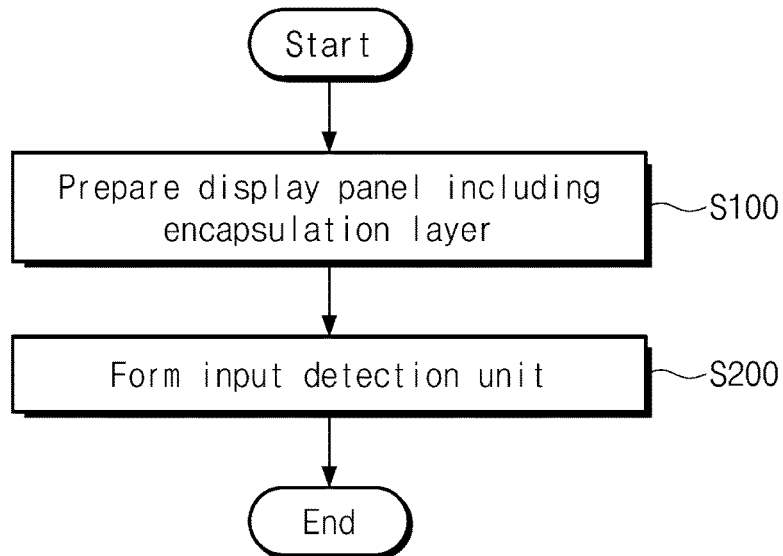 Start
Prepare display panel including
encapsulation layer
S100
Form input detection unit
S200
End